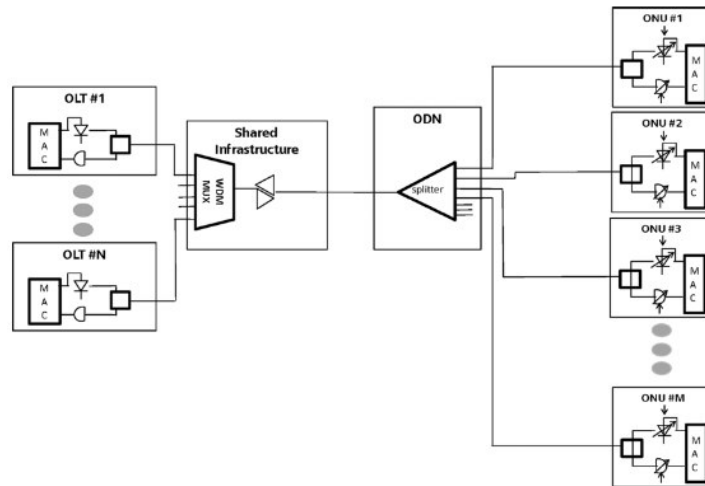 OLT #1
M
A
C
OLT #N
M
A
C
Shared
Infrastructure
WDM
MUX
ODN
splitter
ONU #1
M
A
C
ONU #2
M
A
C
ONU #3
M
A
C
ONU #M
M
A
C